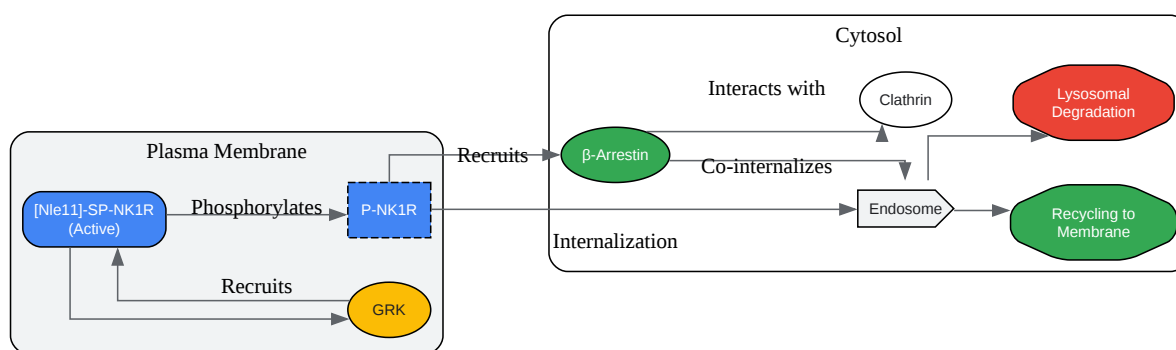 Cytosol
Interacts with
Clathrin
Lysosomal
Degradation
Plasma Membrane
Recruits
β-Arrestin
Co-internalizes
[Nle11]-SP-NK1R
(Active)
Phosphorylates
P-NK1R
Endosome
Recycling to
Membrane
Internalization
Recruits
GRK